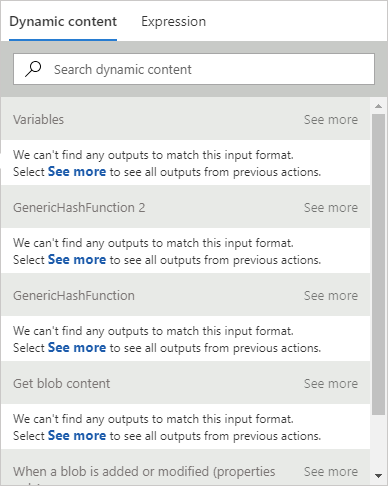 Dynamic content Expression
Search dynamic content
Variables See more
We can't find any outputs to match this input format.
Select See more to see all outputs from previous actions.
GenericHashFunction 2 See more
We can't find any outputs to match this input format.
Select See more to see all outputs from previous actions.
GenericHashFunction See more
We can't find any outputs to match this input format.
Select See more to see all outputs from previous actions.
Get blob content See more
We can't find any outputs to match this input format.
Select See more to see all outputs from previous actions.
When a blob is added or modified (properties See more